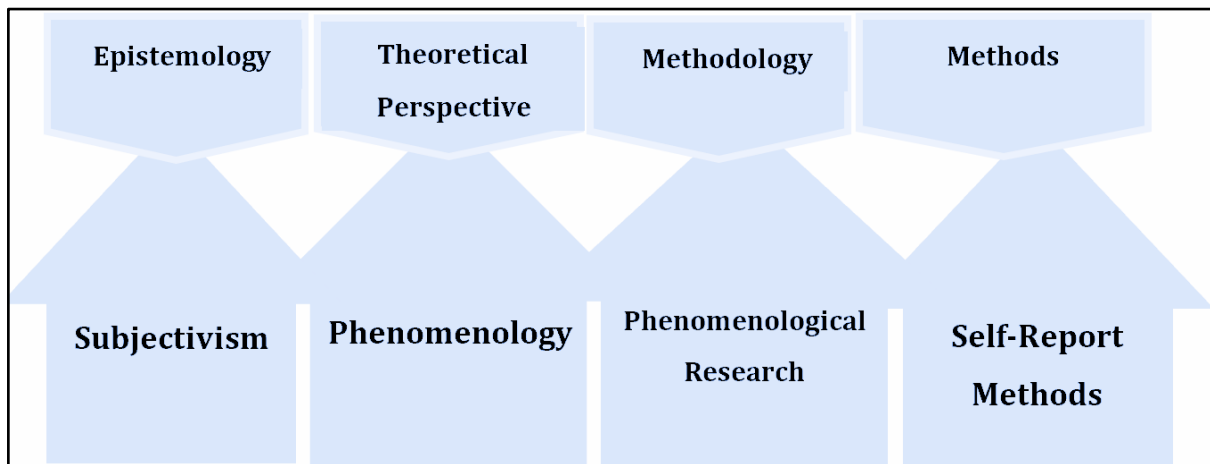 Epistemology
Theoretical
Perspective
Methodology
Methods
Subjectivism
Phenomenology
Phenomenological
Research
Self-Report
Methods